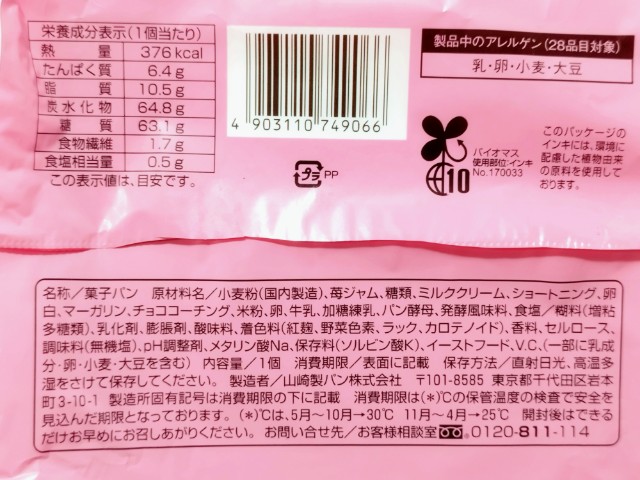 栄養成分表示(1個当たり)
熱量 376kcal
たんぱく質 6.4g
脂質 10.5g
炭水化物 64.8g
糖質 63.1g
食物繊維 1.7g
食塩相当量 0.5g
この表示値は、目安です。
4 903110 749066
プラ PP
製品中のアレルゲン(28品目対象)
乳・卵・小麦・大豆
バイオマス
使用部位:インキ
No.170033
10
このパッケージの
インキには、環境に
配慮した植物由来
の原料を使用して
おります。
名称/菓子パン 原材料名/小麦粉(国内製造)、苺ジャム、糖類、ミルククリーム、ショートニング、卵
白、マーガリン、チョココーチング、米粉、卵、牛乳、加糖練乳、パン酵母、発酵風味料、食塩/糊料(増粘
多糖類)、乳化剤、膨脹剤、酸味料、着色料(紅麹、野菜色素、ラック、カロテノイド)、香料、セルロース、
調味料(無機塩)、pH調整剤、メタリン酸Na、保存料(ソルビン酸K)、イーストフード、V.C、(一部に乳成
分・卵・小麦・大豆を含む) 内容量/1個 消費期限/表面に記載 保存方法/直射日光、高温多
湿をさけて保存してください。 製造者/山崎製パン株式会社 〒101-8585 東京都千代田区岩本
町3-10-1 製造所固有記号は消費期限の下に記載 消費期限は(*)℃の保管温度の検査で安全を
見込んだ期限となっております。(*)℃は、5月〜10月→30℃ 11月〜4月→25℃ 開封後はできる
だけお早めにお召しあがりください。 お問い合せ先/お客様相談室 0120-811-114